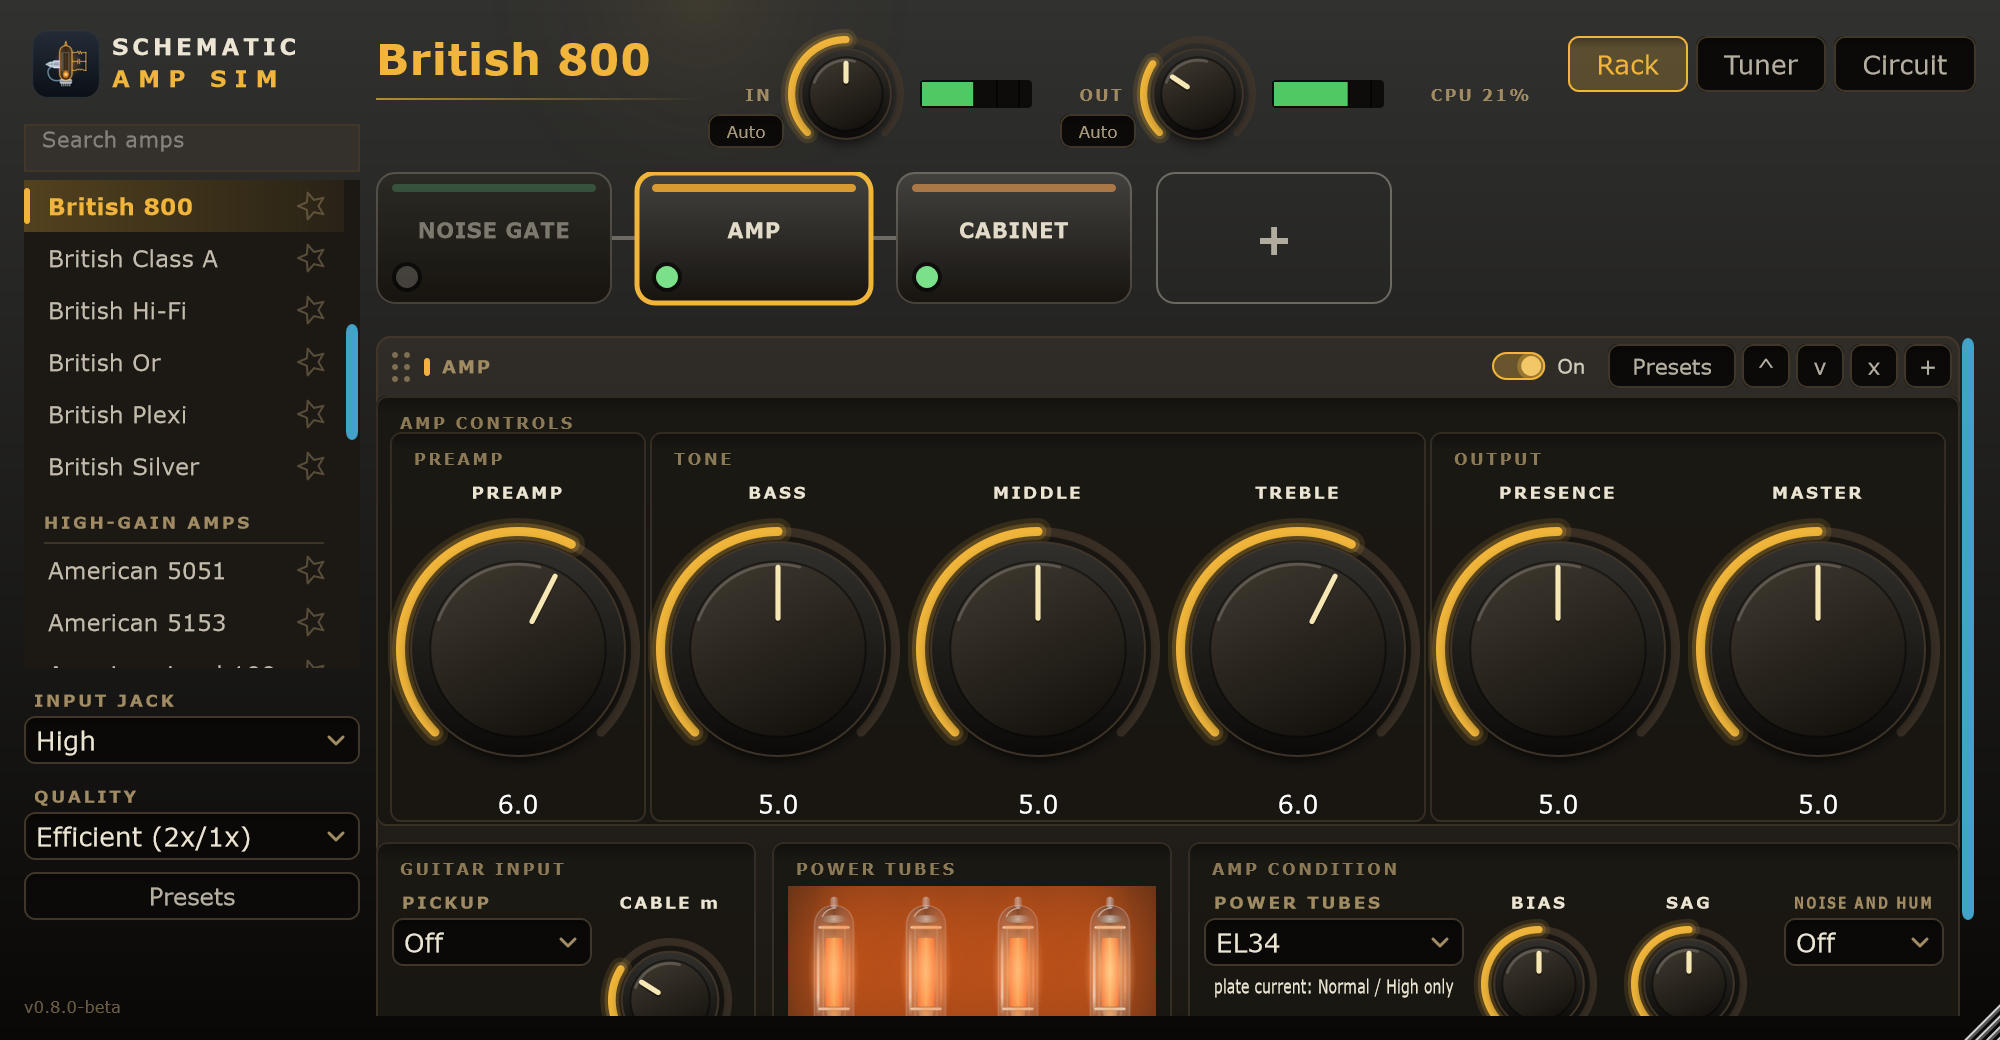 SCHEMATIC
AMP SIM
British 800
IN
Auto
OUT
Auto
CPU 21%
Rack
Tuner
Circuit
Search amps
British 800
British Class A
British Hi-Fi
British Or
British Plexi
British Silver
HIGH-GAIN AMPS
American 5051
American 5153
INPUT JACK
High
QUALITY
Efficient (2x/1x)
Presets
v0.8.0-beta
NOISE GATE
AMP
CABINET
+
AMP
On
Presets
^
v
x
+
AMP CONTROLS
PREAMP
TONE
OUTPUT
PREAMP
BASS
MIDDLE
TREBLE
PRESENCE
MASTER
6.0
5.0
5.0
6.0
5.0
5.0
GUITAR INPUT
PICKUP
CABLE m
Off
POWER TUBES
AMP CONDITION
POWER TUBES
BIAS
SAG
NOISE AND HUM
EL34
Off
plate current: Normal / High only